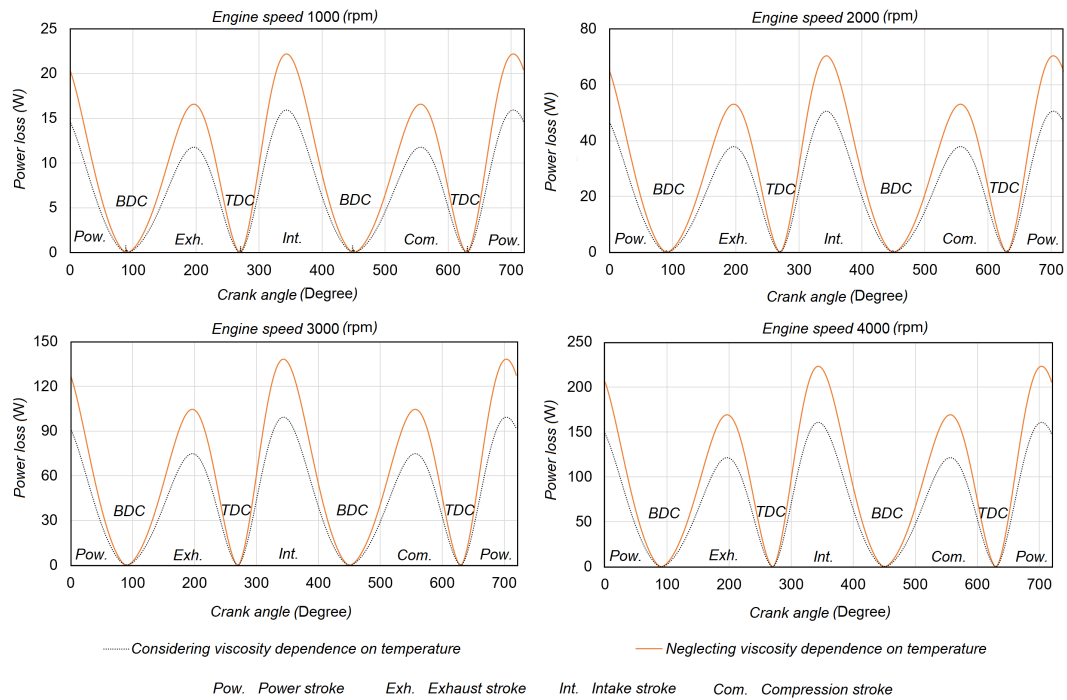 Engine speed 1000 (rpm)
25
20
15
10
5
0
Power loss (W)
BDC TDC BDC TDC
Pow. Exh. Int. Com. Pow.
0 100 200 300 400 500 600 700
Crank angle (Degree)
Engine speed 2000 (rpm)
80
60
40
20
0
Power loss (W)
BDC TDC BDC TDC
Pow. Exh. Int. Com. Pow.
0 100 200 300 400 500 600 700
Crank angle (Degree)
Engine speed 3000 (rpm)
150
120
90
60
30
0
Power loss (W)
BDC TDC BDC TDC
Pow. Exh. Int. Com. Pow.
0 100 200 300 400 500 600 700
Crank angle (Degree)
Engine speed 4000 (rpm)
250
200
150
100
50
0
Power loss (W)
BDC TDC BDC TDC
Pow. Exh. Int. Com. Pow.
0 100 200 300 400 500 600 700
Crank angle (Degree)
Considering viscosity dependence on temperature
Neglecting viscosity dependence on temperature
Pow. Power stroke Exh. Exhaust stroke Int. Intake stroke Com. Compression stroke